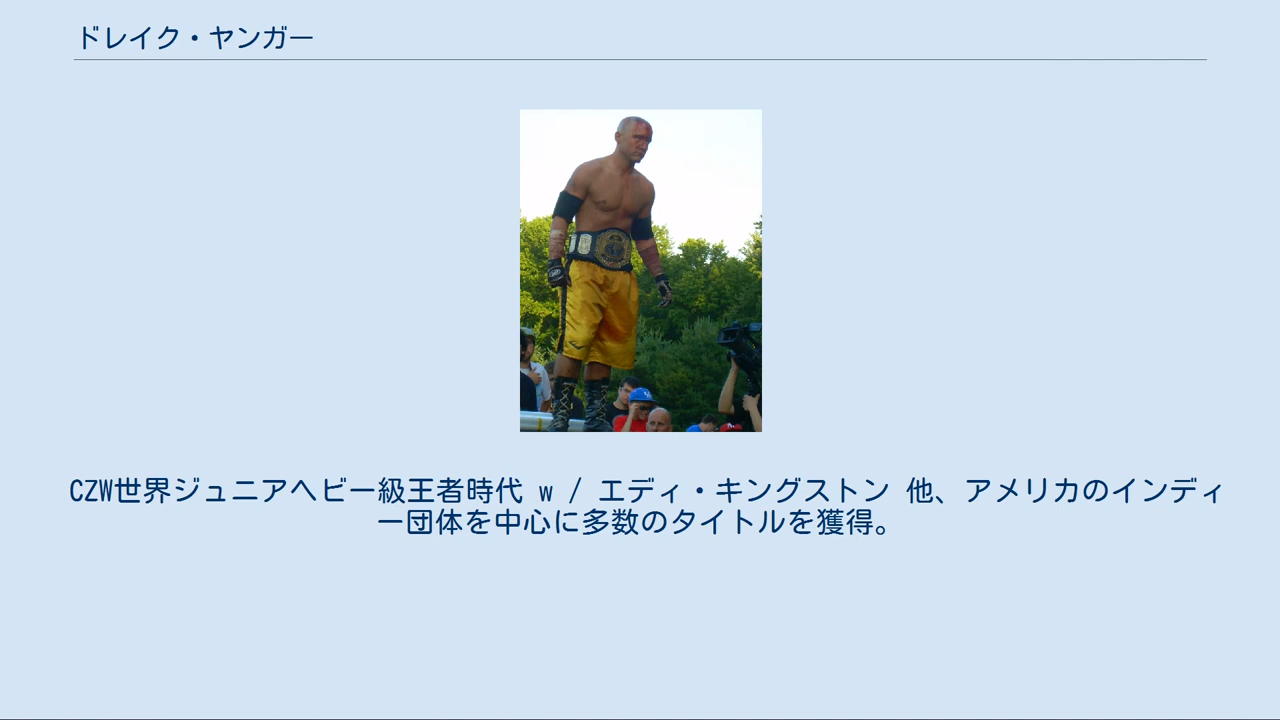 ドレイク・ヤンガー
CZW世界ジュニアヘビー級王者時代 w / エディ・キングストン 他、アメリカのインディ
ー団体を中心に多数のタイトルを獲得。